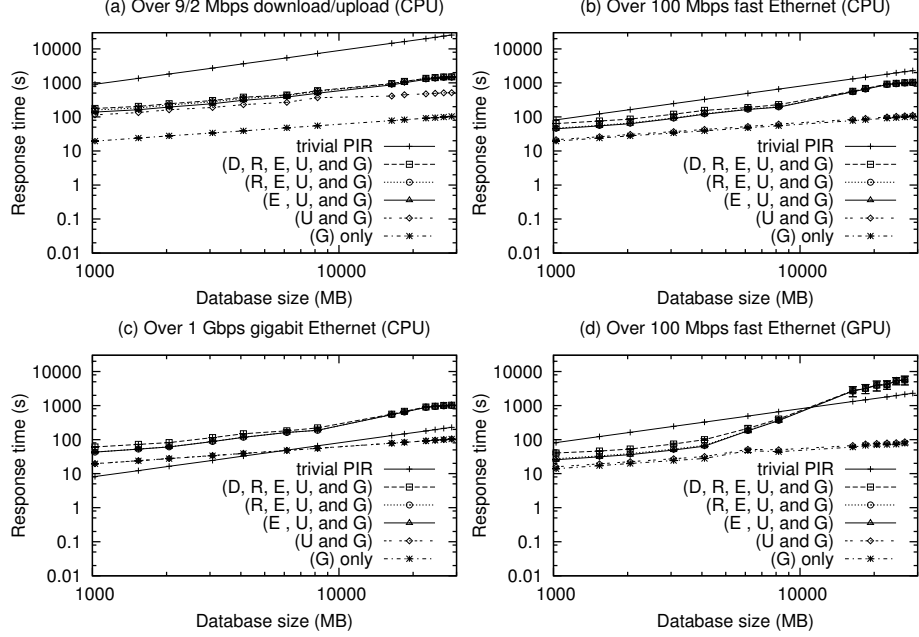 (a) Over 9/2 Mbps download/upload (CPU)
Response time (s)
10000
1000
100
10
1
0.1
0.01
trivial PIR
(D, R, E, U, and G)
(R, E, U, and G)
(E , U, and G)
(U and G)
(G) only
1000
10000
Database size (MB)
(b) Over 100 Mbps fast Ethernet (CPU)
Response time (s)
10000
1000
100
10
1
0.1
0.01
trivial PIR
(D, R, E, U, and G)
(R, E, U, and G)
(E , U, and G)
(U and G)
(G) only
1000
10000
Database size (MB)
(c) Over 1 Gbps gigabit Ethernet (CPU)
Response time (s)
10000
1000
100
10
1
0.1
0.01
trivial PIR
(D, R, E, U, and G)
(R, E, U, and G)
(E , U, and G)
(U and G)
(G) only
1000
10000
Database size (MB)
(d) Over 100 Mbps fast Ethernet (GPU)
Response time (s)
10000
1000
100
10
1
0.1
0.01
trivial PIR
(D, R, E, U, and G)
(R, E, U, and G)
(E , U, and G)
(U and G)
(G) only
1000
10000
Database size (MB)